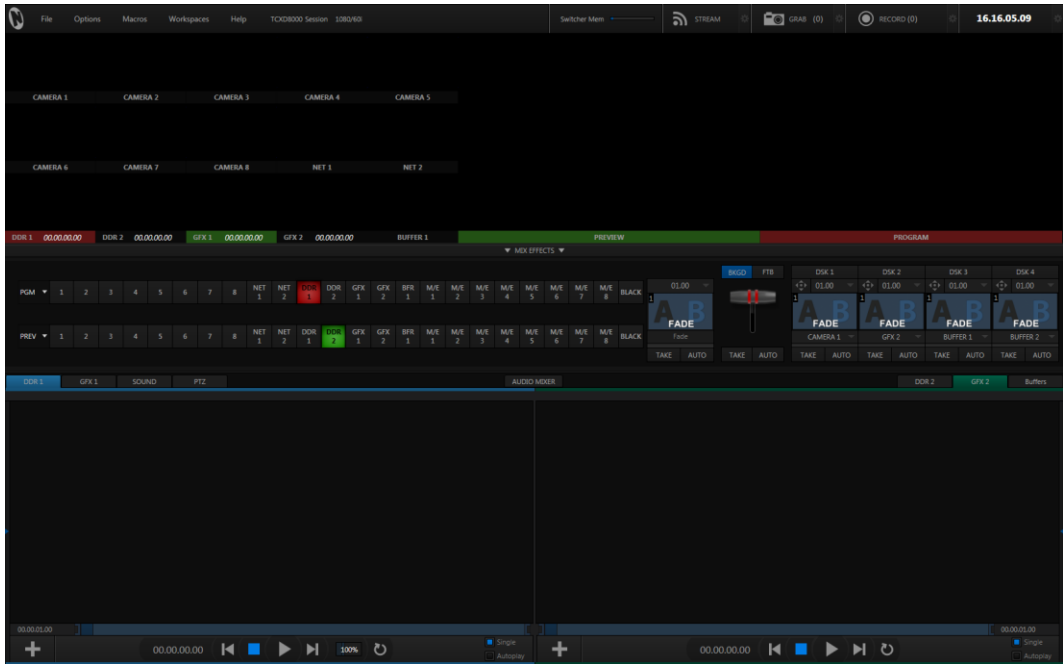 File Options Macros Workspaces Help TCXD8000 Session 1080/60i Switcher Mem STREAM GRAB (0) RECORD (0) 16.16.05.09
CAMERA 1 CAMERA 2 CAMERA 3 CAMERA 4 CAMERA 5
CAMERA 6 CAMERA 7 CAMERA 8 NET 1 NET 2
DDR 1 00.00.00.00 DDR 2 00.00.00.00 GFX 1 00.00.00.00 GFX 2 00.00.00.00 BUFFER 1 PREVIEW PROGRAM
MIX EFFECTS
BKGD FTB DSK 1 DSK 2 DSK 3 DSK 4
01.00 01.00 01.00 01.00 01.00
PGM 1 2 3 4 5 6 7 8 NET 1 NET 2 DDR 1 DDR 2 GFX 1 GFX 2 BFR 1 M/E 1 M/E 2 M/E 3 M/E 4 M/E 5 M/E 6 M/E 7 M/E 8 BLACK
1 1 1 1 1
AB AB AB AB AB
FADE FADE FADE FADE FADE
PREV 1 2 3 4 5 6 7 8 NET 1 NET 2 DDR 1 DDR 2 GFX 1 GFX 2 BFR 1 M/E 1 M/E 2 M/E 3 M/E 4 M/E 5 M/E 6 M/E 7 M/E 8 BLACK
Fade CAMERA 1 GFX 2 BUFFER 1 BUFFER 2
TAKE AUTO TAKE AUTO TAKE AUTO TAKE AUTO TAKE AUTO TAKE AUTO
DDR 1 GFX 1 SOUND PTZ AUDIO MIXER DDR 2 GFX 2 Buffers
00.00.01.00 00.00.01.00
00.00.00.00 100% Single 00.00.00.00 Single
Autoplay Autoplay